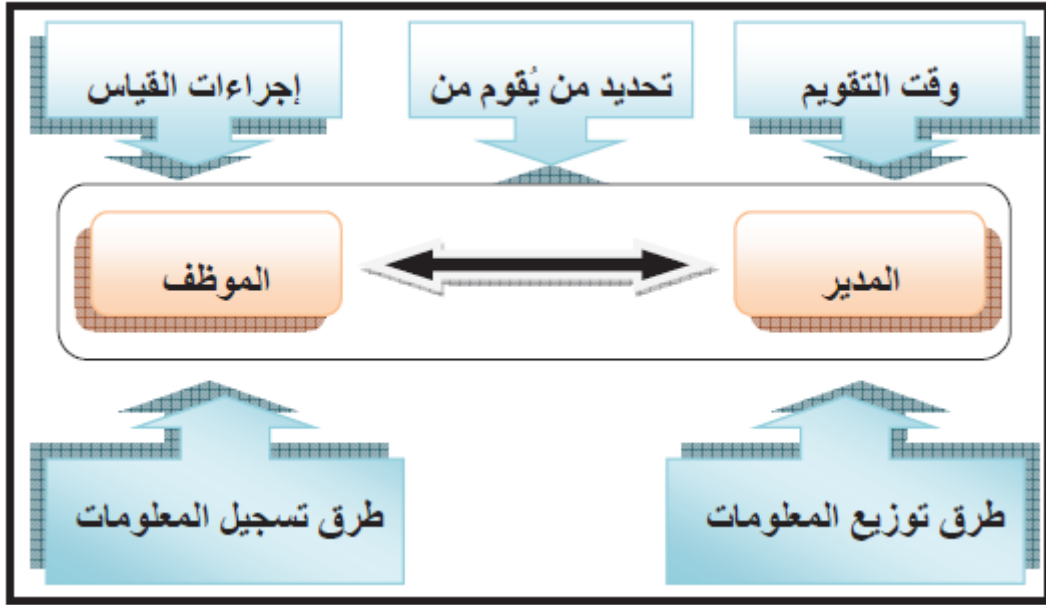 وقت التقويم
تحديد من يُقوم من
إجراءات القياس
المدير
الموظف
طرق توزيع المعلومات
طرق تسجيل المعلومات